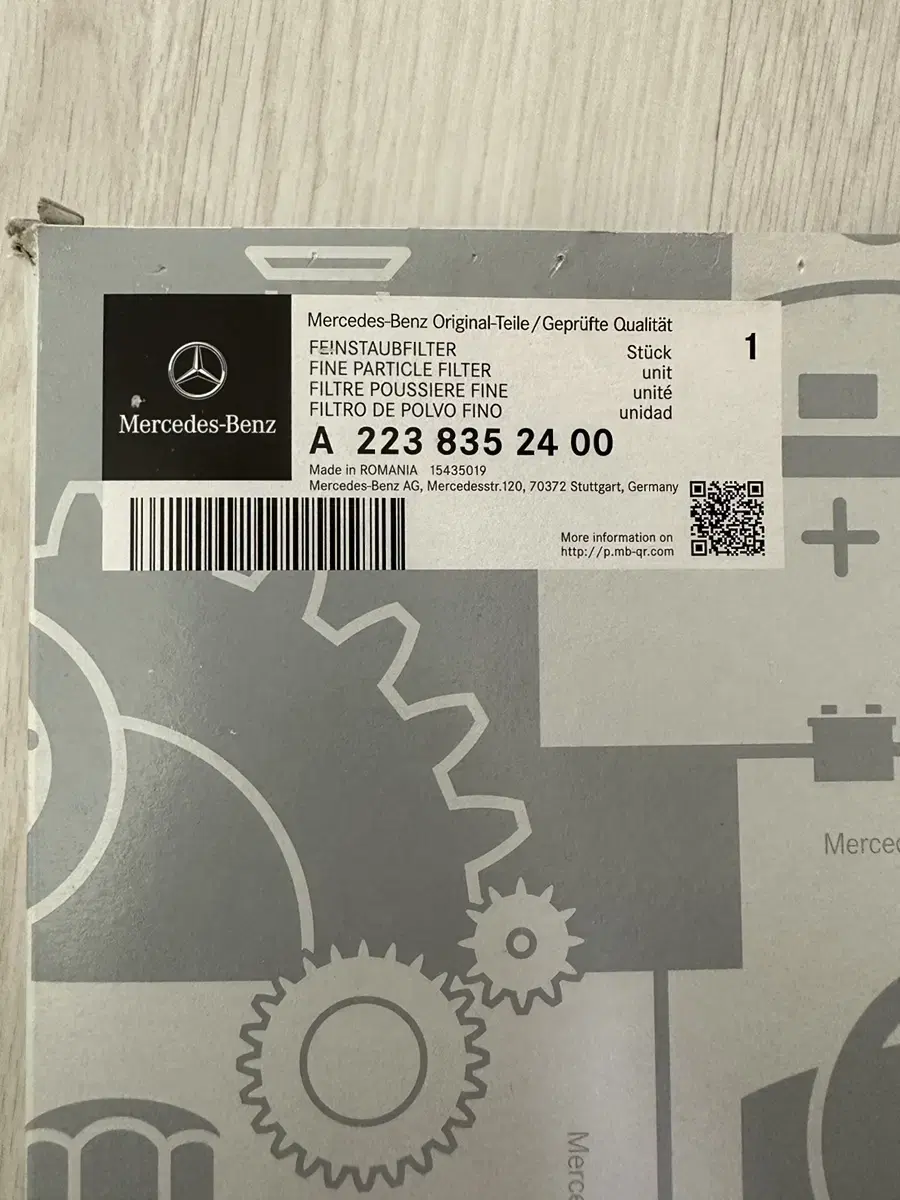 Mercedes-Benz Original-Teile/Geprüfte Qualität
FEINSTAUBFILTER Stück 1
FINE PARTICLE FILTER unit
FILTRE POUSSIERE FINE unité
FILTRO DE POLVO FINO unidad
Mercedes-Benz
A 223 835 24 00
Made in ROMANIA 15435019
Mercedes-Benz AG, Mercedesstr.120, 70372 Stuttgart, Germany
More information on
http://p.mb-qr.com